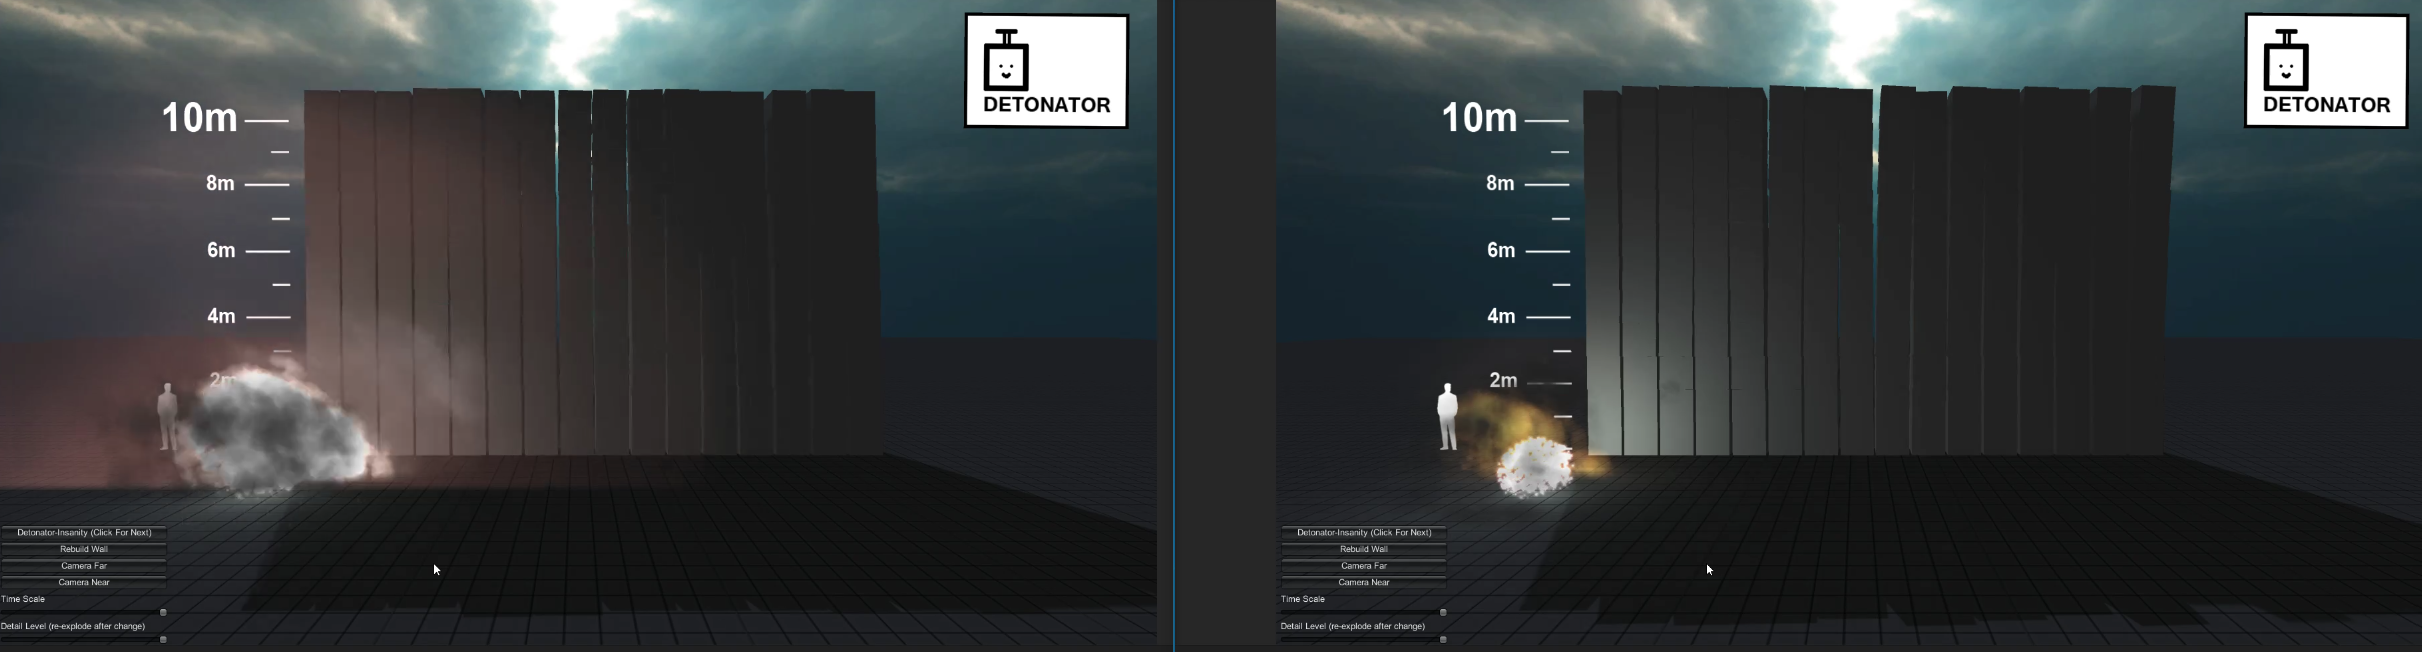 DETONATOR
10m
8m
6m
4m
2m
Detonator-Insanity (Click For Next)
Rebuild Wall
Camera Far
Camera Near
Time Scale
Detail Level (re-explode after change)
DETONATOR
10m
8m
6m
4m
2m
Detonator-Insanity (Click For Next)
Rebuild Wall
Camera Far
Camera Near
Time Scale
Detail Level (re-explode after change)